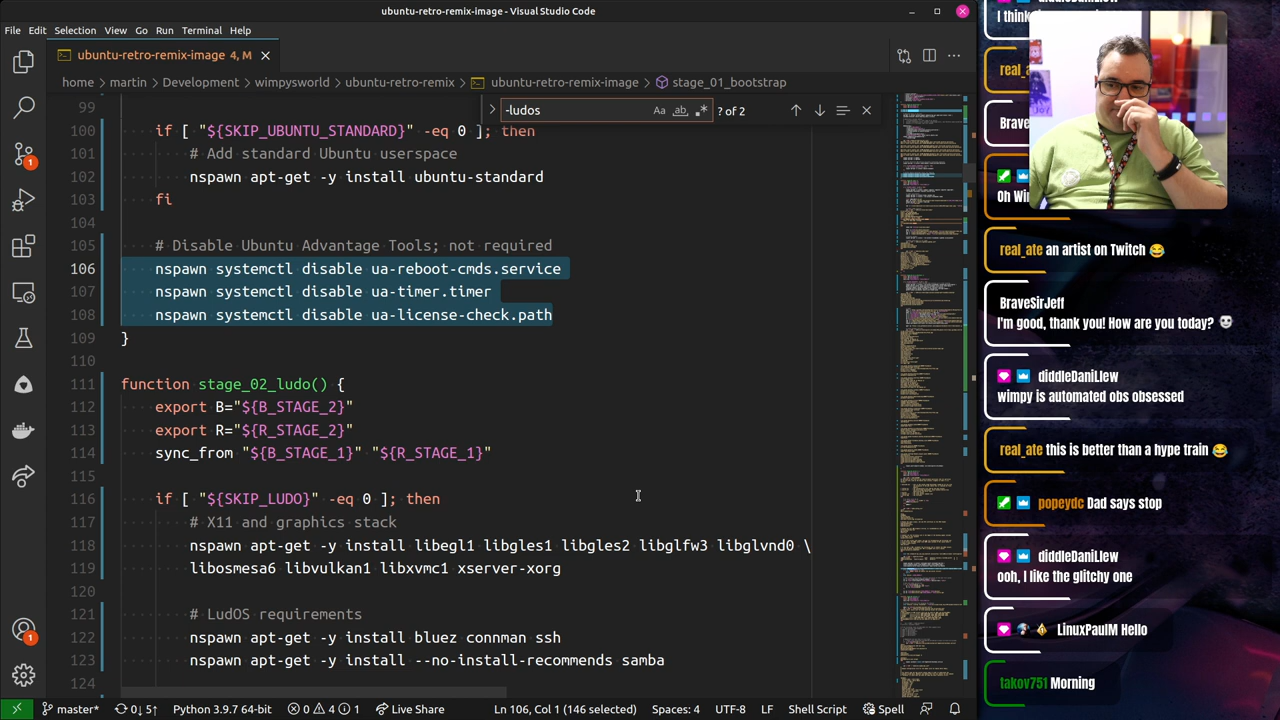 ubuntu-retro-remix-image - Visual Studio Code
File Edit Selection View Go Run Terminal Help
ubuntu-retro-remix-image 4, M
home > martin > Development > wimpysworld > ubuntu-retro-remix > ubuntu-retro-remix-image > stage_01_bootstrap
-ludos
Aa ab .*
? of 2
99
100 if [ "${SKIP_UBUNTU_STANDARD}" -eq 0 ]; then
101 # Standard Ubuntu Userspace
102 nspawn apt-get -y install ubuntu-standard
103 fi
104
105 # Disable Ubuntu Advantage Tools; not required
106 nspawn systemctl disable ua-reboot-cmds.service
107 nspawn systemctl disable ua-timer.timer
108 nspawn systemctl disable ua-license-check.path
109 }
110
111 function stage_02_ludo() {
112 export B="${B_STAGE_2}"
113 export R="${R_STAGE_2}"
114 sync_to "${B_STAGE_1}" "${R_STAGE_1}"
115
116 if [ "${SKIP_LUDO}" -eq 0 ]; then
117 # X11 and graphics stack
118 nspawn apt-get -y install libegl1 libgles1 libgles2 libglfw3 libglvnd0 \
119 libvulkan1 xinit xserver-xorg
120
121 # requirements
122 nspawn apt-get -y install bluez connman ssh
123 nspawn apt-get -y install --no-install-recommends samba
124
master* 0↓ 5↑ Python 3.9.7 64-bit 0 4 1 Live Share Ln 106, Col 1 (146 selected) Spaces: 4 UTF-8 LF Shell Script Spell
diddleDaniLlew
I think
real_ate
Brave
Oh Wim
real_ate an artist on Twitch 😂
BraveSirJeff
I'm good, thank you! How are you today?
diddleDaniLlew
wimpy is automated obs obsessed
real_ate this is better than a hype train 😂
popeydc Dad says stop
diddleDaniLlew
ooh, I like the glitchy one
LinuxPaulM Hello
takov751 Morning